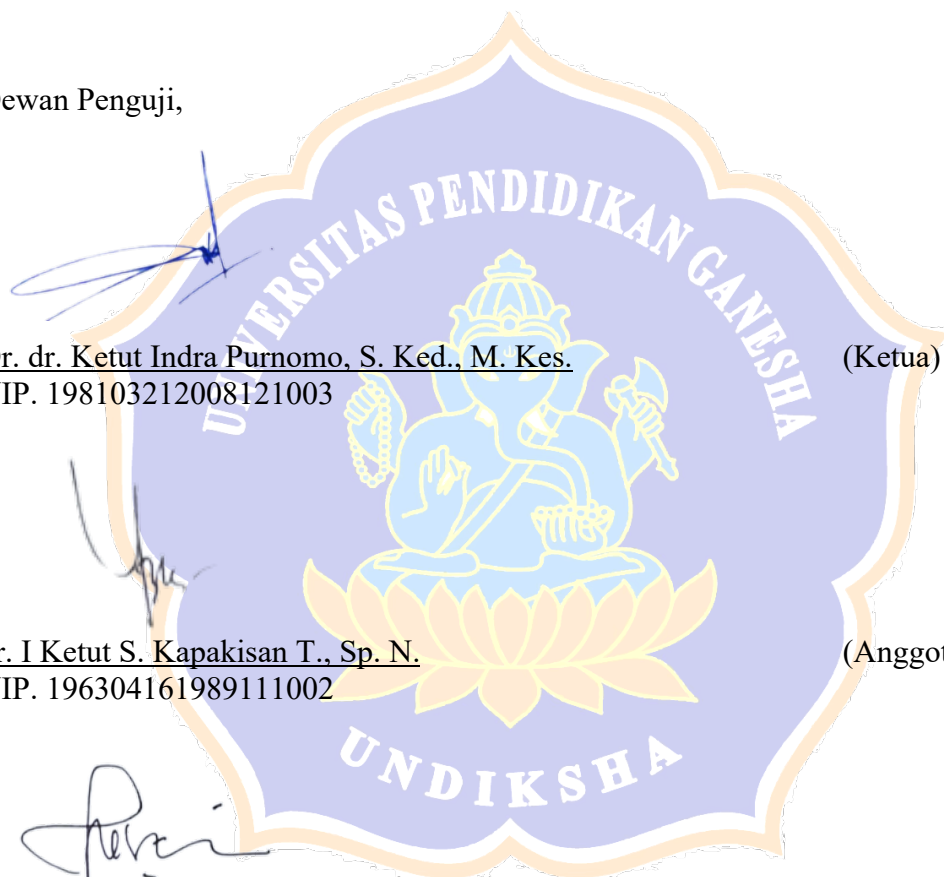 ewan Penguji,
UNIVERSITAS PENDIDIKAN GANESHA
r. dr. Ketut Indra Purnomo, S. Ked., M. Kes. (Ketua)
IP. 198103212008121003
r. I Ketut S. Kapakisan T., Sp. N. (Anggot
IP. 196304161989111002
UNDIKSHA